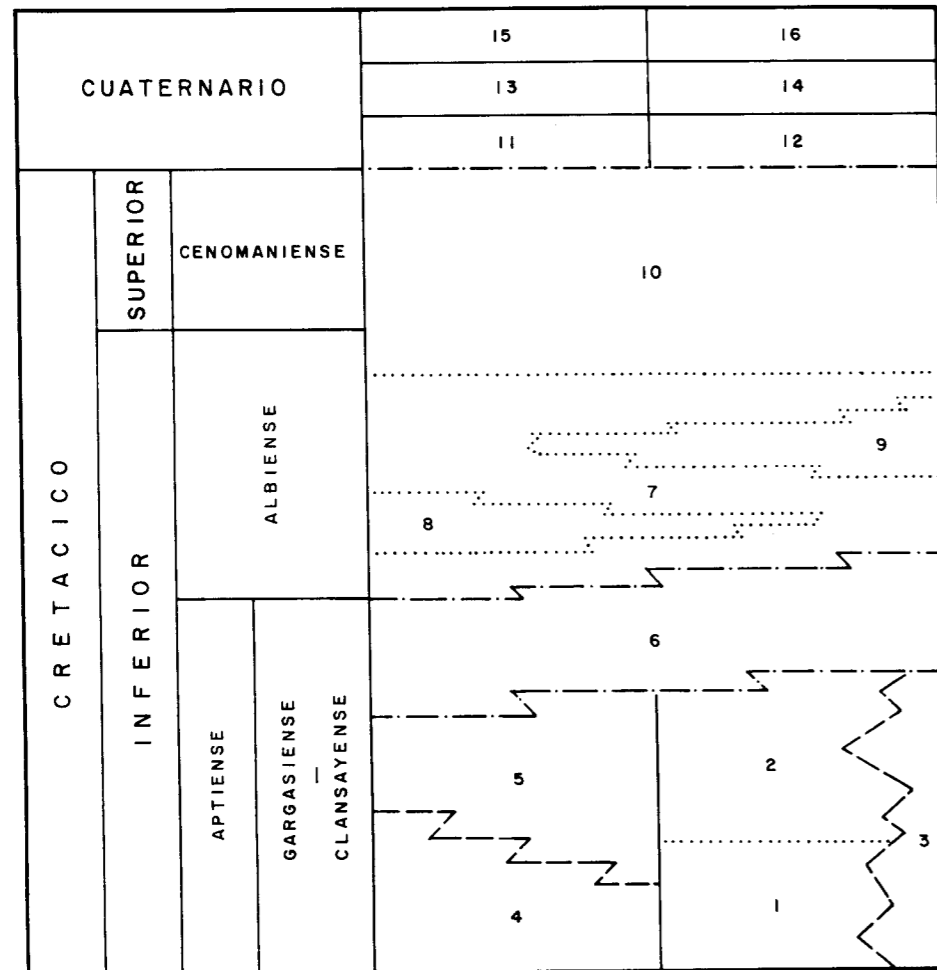 15
16
CUATERNARIO
13
14
11
12
CRETACICO
SUPERIOR
CENOMANIENSE
10
INFERIOR
ALBIENSE
9
7
8
6
APTIENSE
GARGASIENSE
—
CLANSAYENSE
5
2
3
4
1